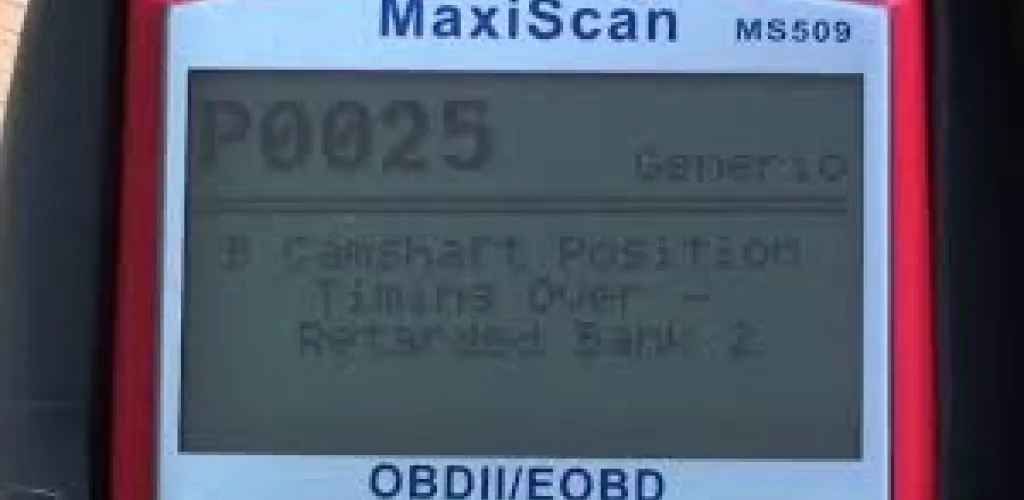 MaxiScan MS509
P0025
Generic
B Camshaft Position
Timing Over -
Retarded Bank 2
OBDII/EOBD